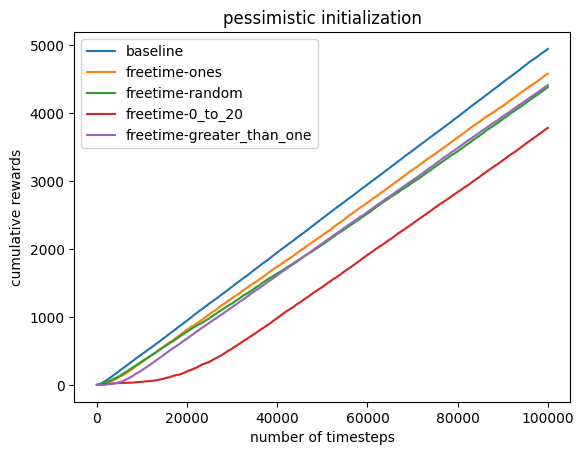 pessimistic initialization
baseline
freetime-ones
freetime-random
freetime-0_to_20
freetime-greater_than_one
5000
4000
3000
2000
1000
0
cumulative rewards
0 20000 40000 60000 80000 100000
number of timesteps